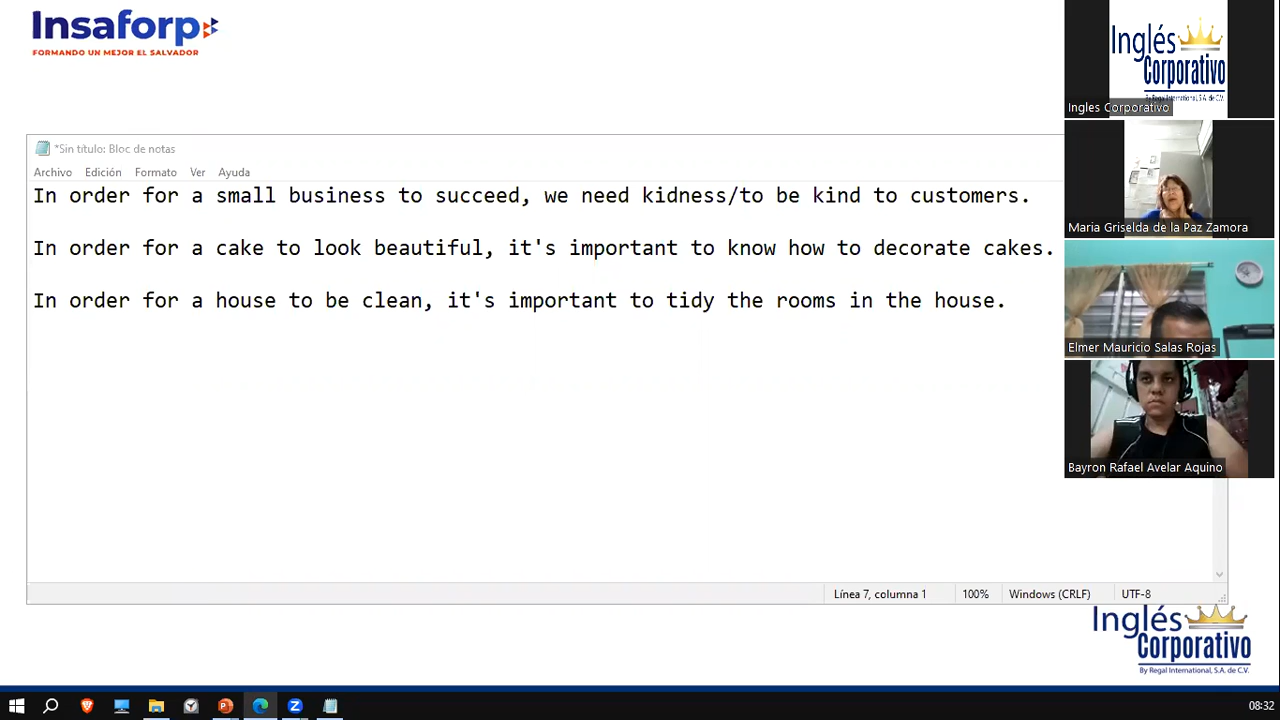 Insaforp
FORMANDO UN MEJOR EL SALVADOR
*Sin título: Bloc de notas
Archivo Edición Formato Ver Ayuda
In order for a small business to succeed, we need kidness/to be kind to customers.
In order for a cake to look beautiful, it's important to know how to decorate cakes.
In order for a house to be clean, it's important to tidy the rooms in the house.
Línea 7, columna 1 100% Windows (CRLF) UTF-8
Inglés
Corporativo
By Regal International, S.A. de C.V.
Ingles Corporativo
Maria Griselda de la Paz Zamora
Elmer Mauricio Salas Rojas
Bayron Rafael Avelar Aquino
Inglés
Corporativo
By Regal International, S.A. de C.V.
08:32